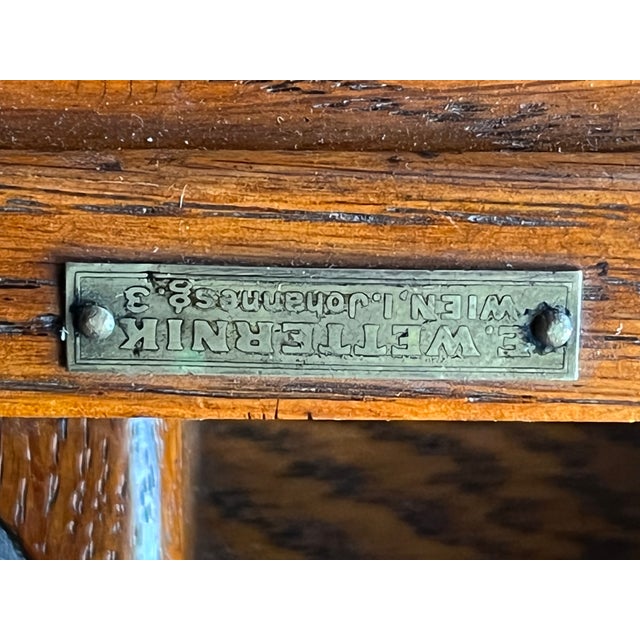 E. WETTERNIK
WIEN, I. Johannesg. 3